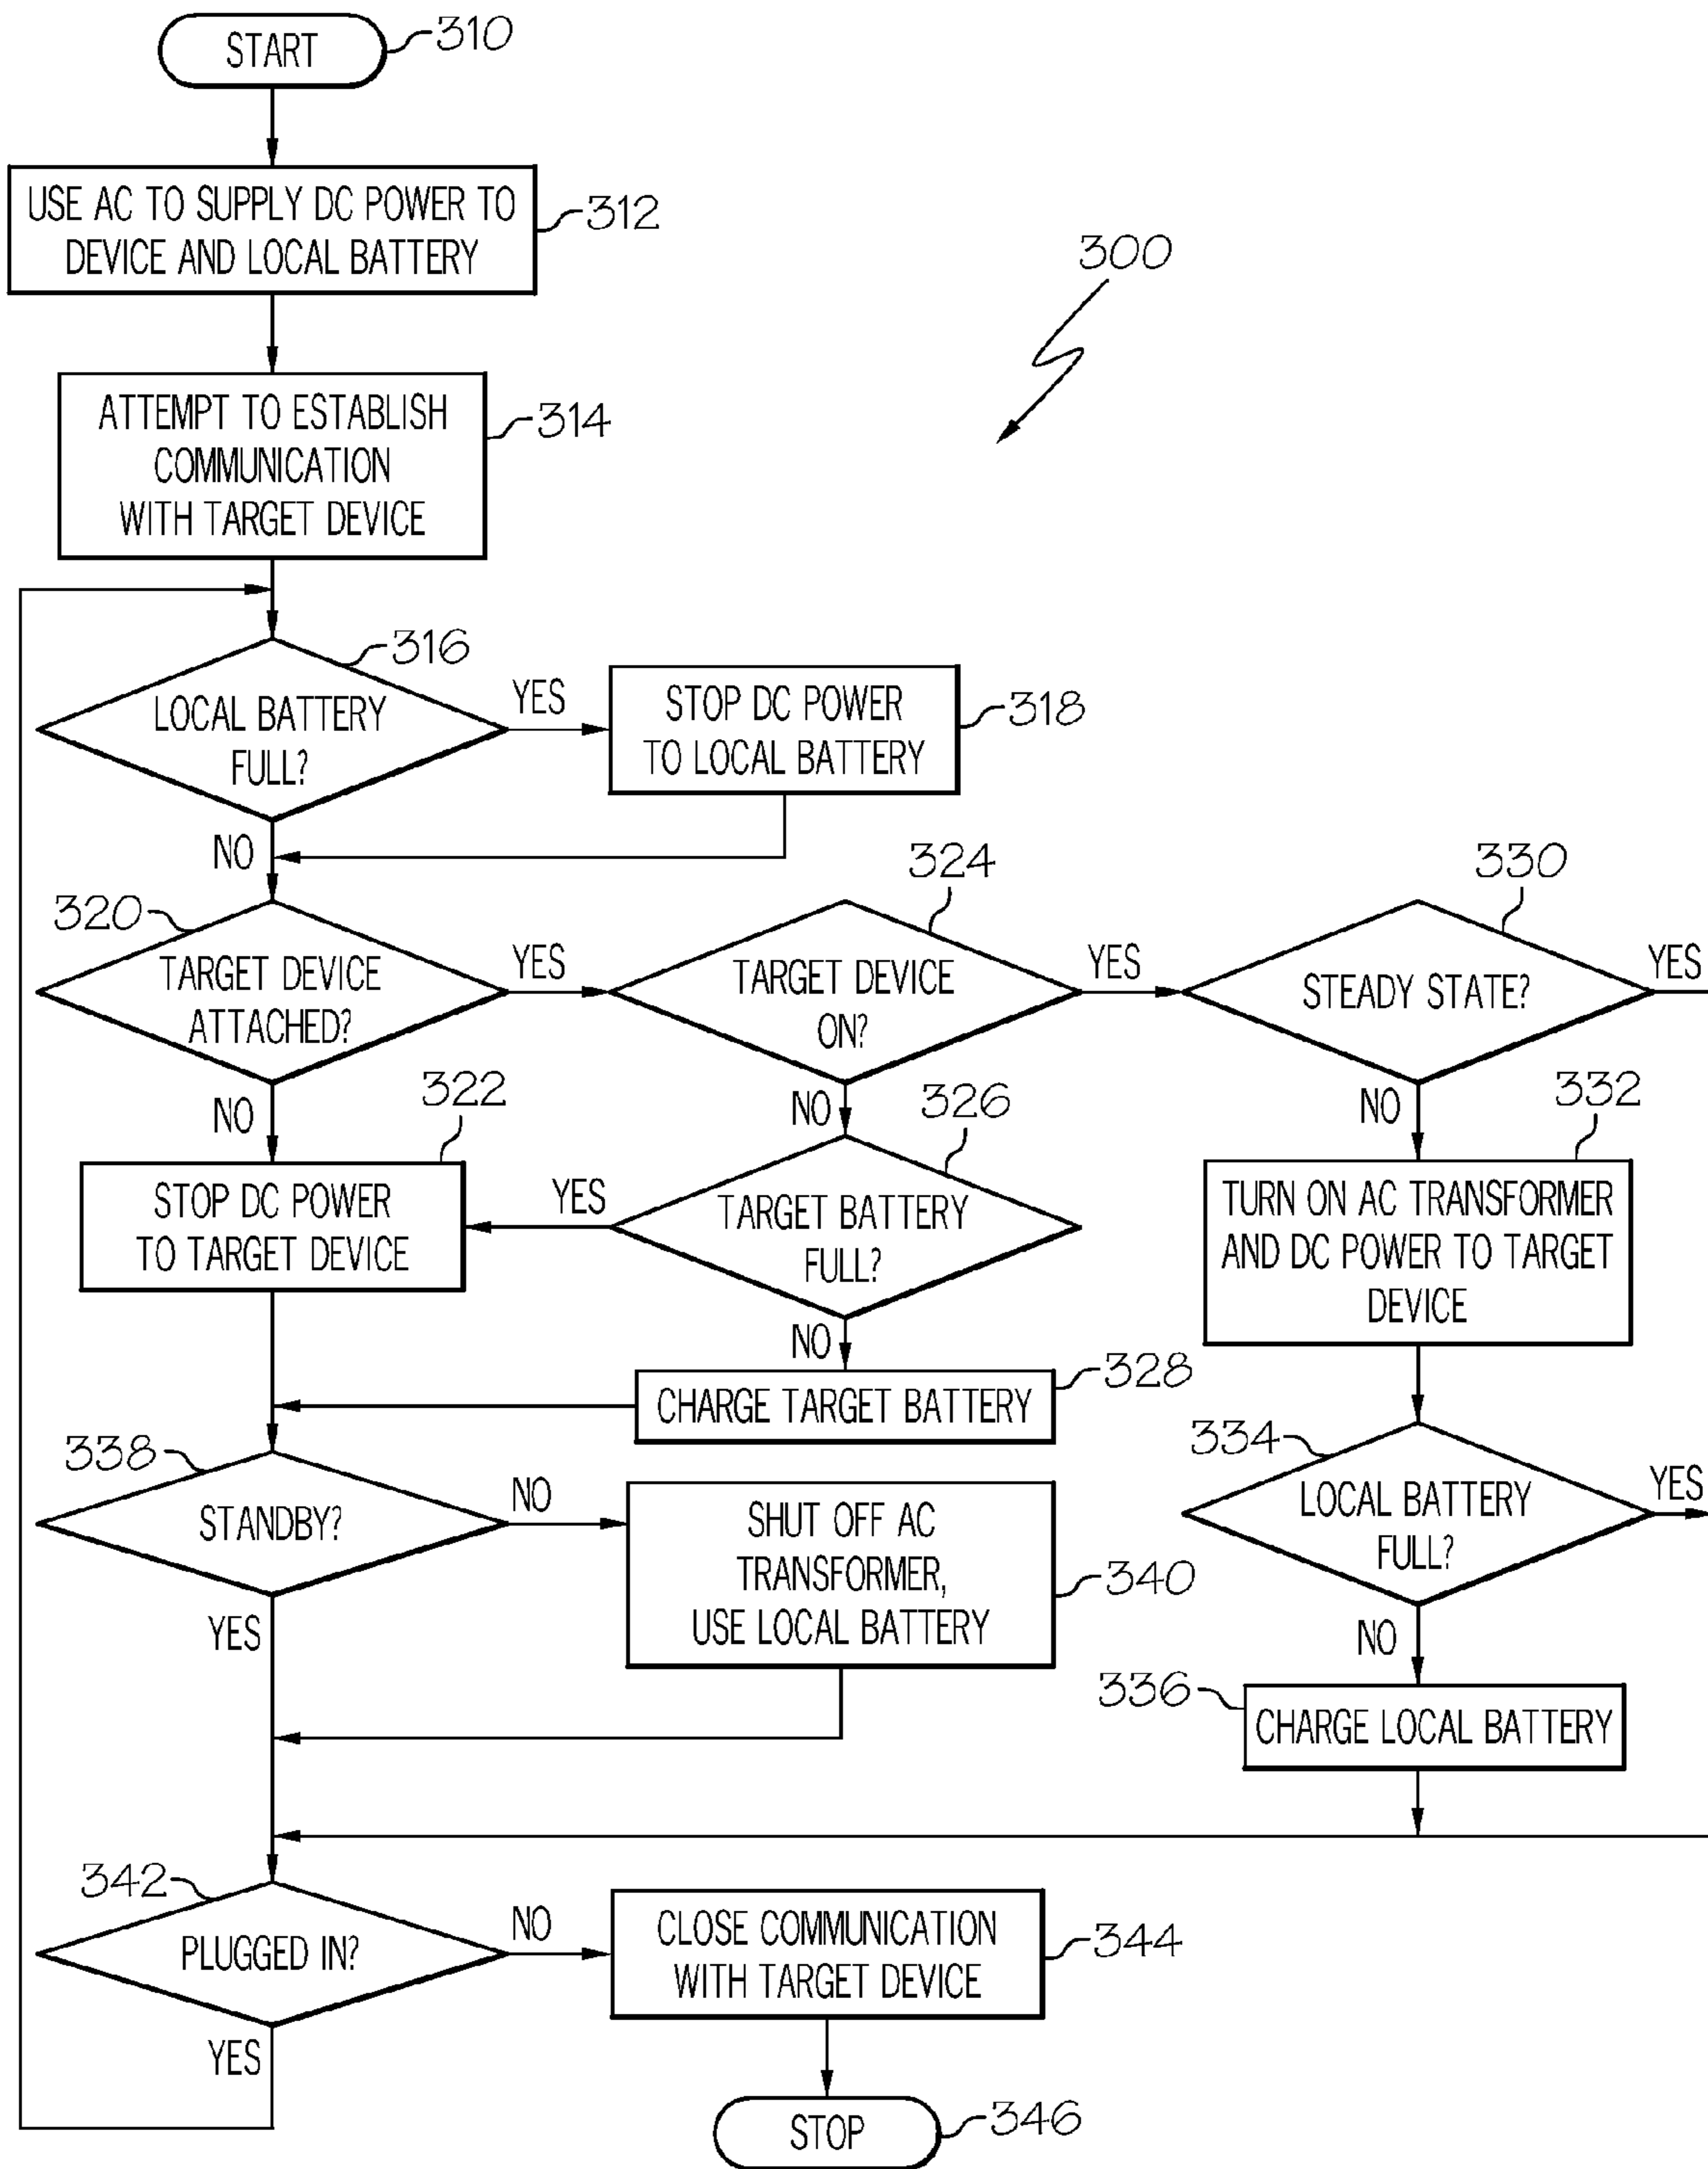 START
310
USE AC TO SUPPLY DC POWER TO
DEVICE AND LOCAL BATTERY
312
300
ATTEMPT TO ESTABLISH
COMMUNICATION
WITH TARGET DEVICE
314
316
LOCAL BATTERY
FULL?
YES
NO
STOP DC POWER
TO LOCAL BATTERY
318
320
TARGET DEVICE
ATTACHED?
YES
NO
324
TARGET DEVICE
ON?
YES
NO
330
STEADY STATE?
YES
NO
322
STOP DC POWER
TO TARGET DEVICE
326
TARGET BATTERY
FULL?
YES
NO
332
TURN ON AC TRANSFORMER
AND DC POWER TO TARGET
DEVICE
CHARGE TARGET BATTERY
328
334
LOCAL BATTERY
FULL?
YES
NO
338
STANDBY?
NO
YES
SHUT OFF AC
TRANSFORMER,
USE LOCAL BATTERY
340
336
CHARGE LOCAL BATTERY
342
PLUGGED IN?
NO
YES
CLOSE COMMUNICATION
WITH TARGET DEVICE
344
STOP
346